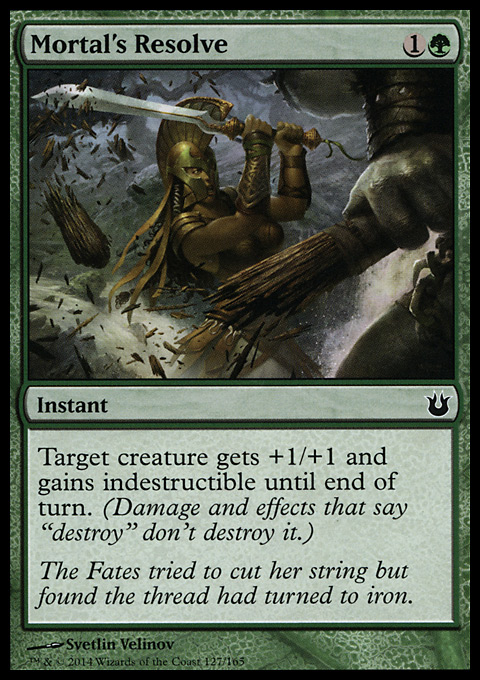 Mortal's Resolve 1
Instant
Target creature gets +1/+1 and
gains indestructible until end of
turn. (Damage and effects that say
"destroy" don't destroy it.)
The Fates tried to cut her string but
found the thread had turned to iron.
Svetlin Velinov
™ & © 2014 Wizards of the Coast 127/165